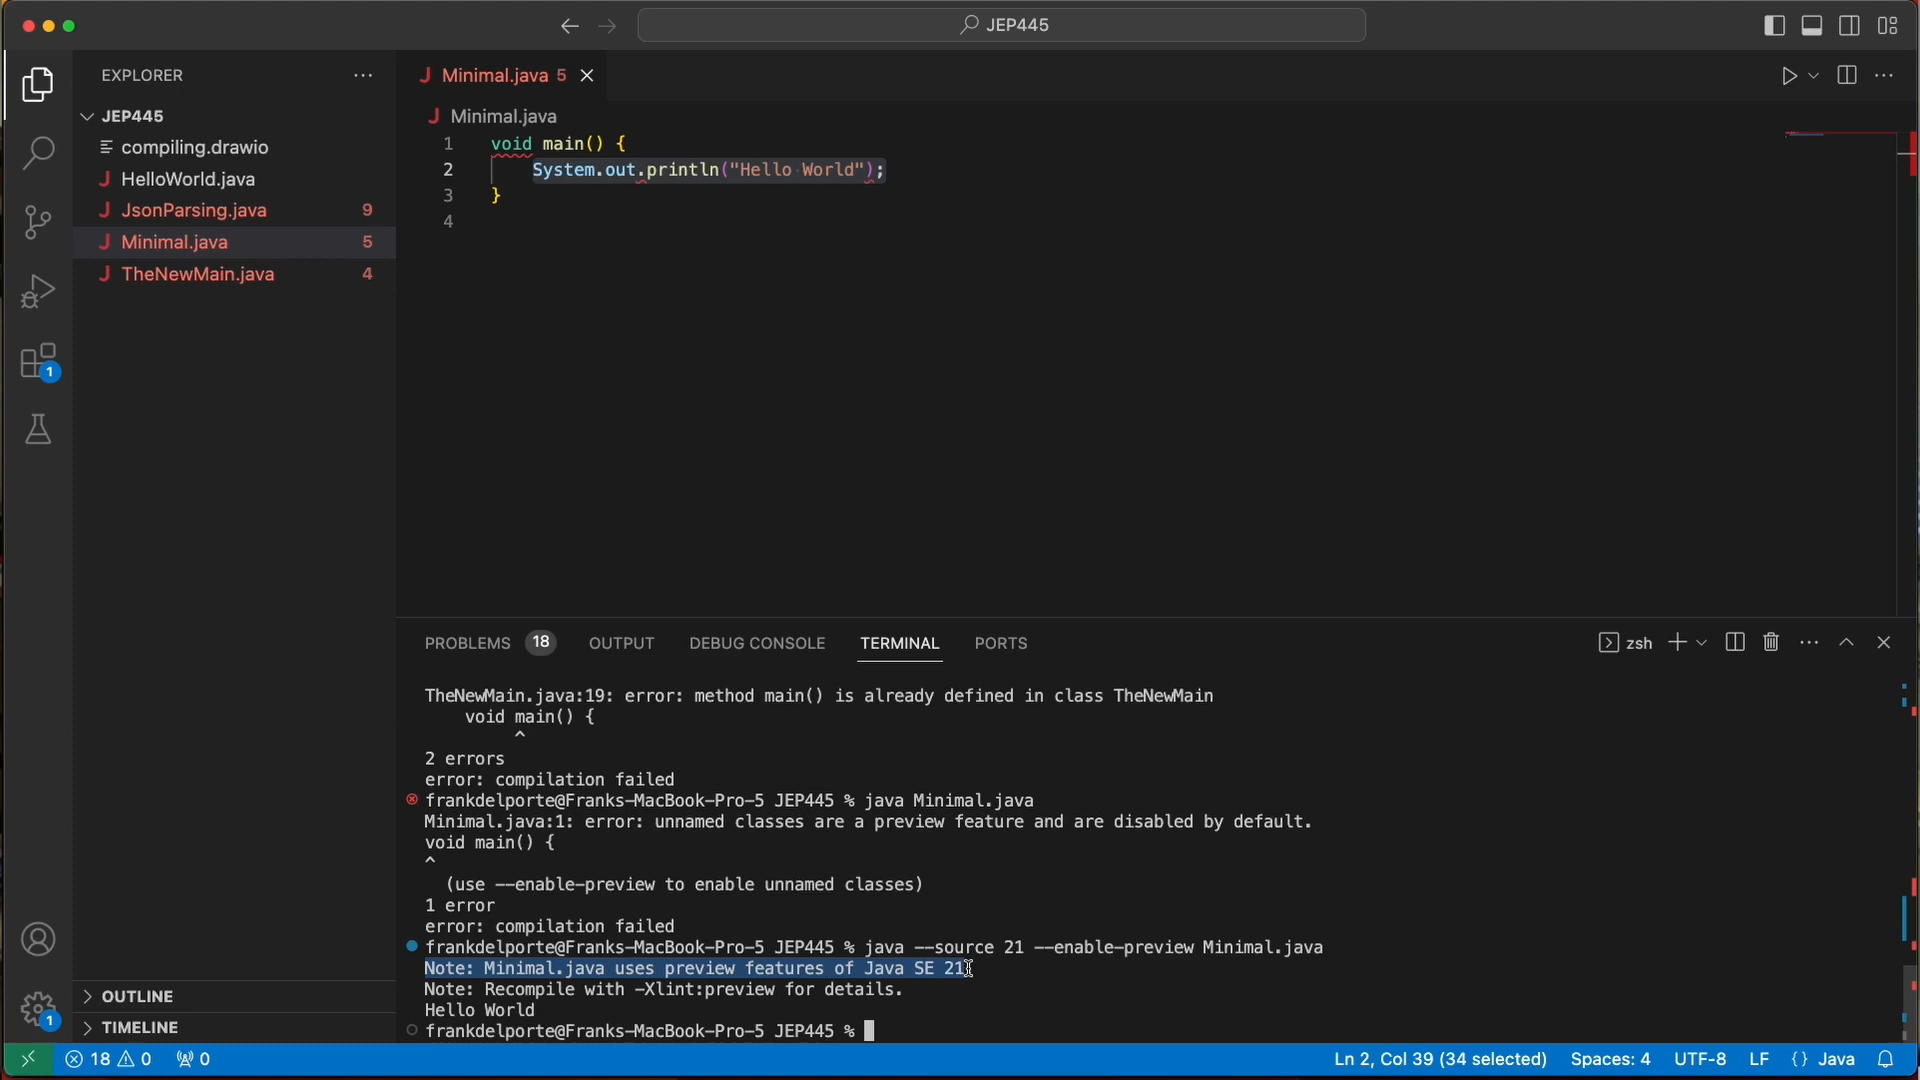 JEP445
EXPLORER
JEP445
compiling.drawio
HelloWorld.java
JsonParsing.java 9
Minimal.java 5
TheNewMain.java 4
OUTLINE
TIMELINE
1
1
Minimal.java 5
Minimal.java
1 void main() {
2 System.out.println("Hello World");
3 }
4
PROBLEMS 18 OUTPUT DEBUG CONSOLE TERMINAL PORTS
zsh
TheNewMain.java:19: error: method main() is already defined in class TheNewMain
void main() {
^
2 errors
error: compilation failed
frankdelporte@Franks-MacBook-Pro-5 JEP445 % java Minimal.java
Minimal.java:1: error: unnamed classes are a preview feature and are disabled by default.
void main() {
^
(use --enable-preview to enable unnamed classes)
1 error
error: compilation failed
frankdelporte@Franks-MacBook-Pro-5 JEP445 % java --source 21 --enable-preview Minimal.java
Note: Minimal.java uses preview features of Java SE 21.
Note: Recompile with -Xlint:preview for details.
Hello World
frankdelporte@Franks-MacBook-Pro-5 JEP445 %
18 0 0 Ln 2, Col 39 (34 selected) Spaces: 4 UTF-8 LF {} Java